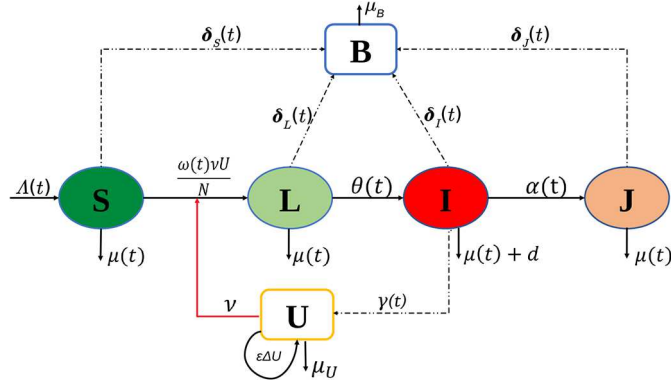 μ_B
δ_S(t)
B
δ_J(t)
δ_L(t)
δ_I(t)
Λ(t)
S
ω(t)νU
N
L
θ(t)
I
α(t)
J
μ(t)
μ(t)
μ(t) + d
μ(t)
ν
U
γ(t)
εΔU
μ_U